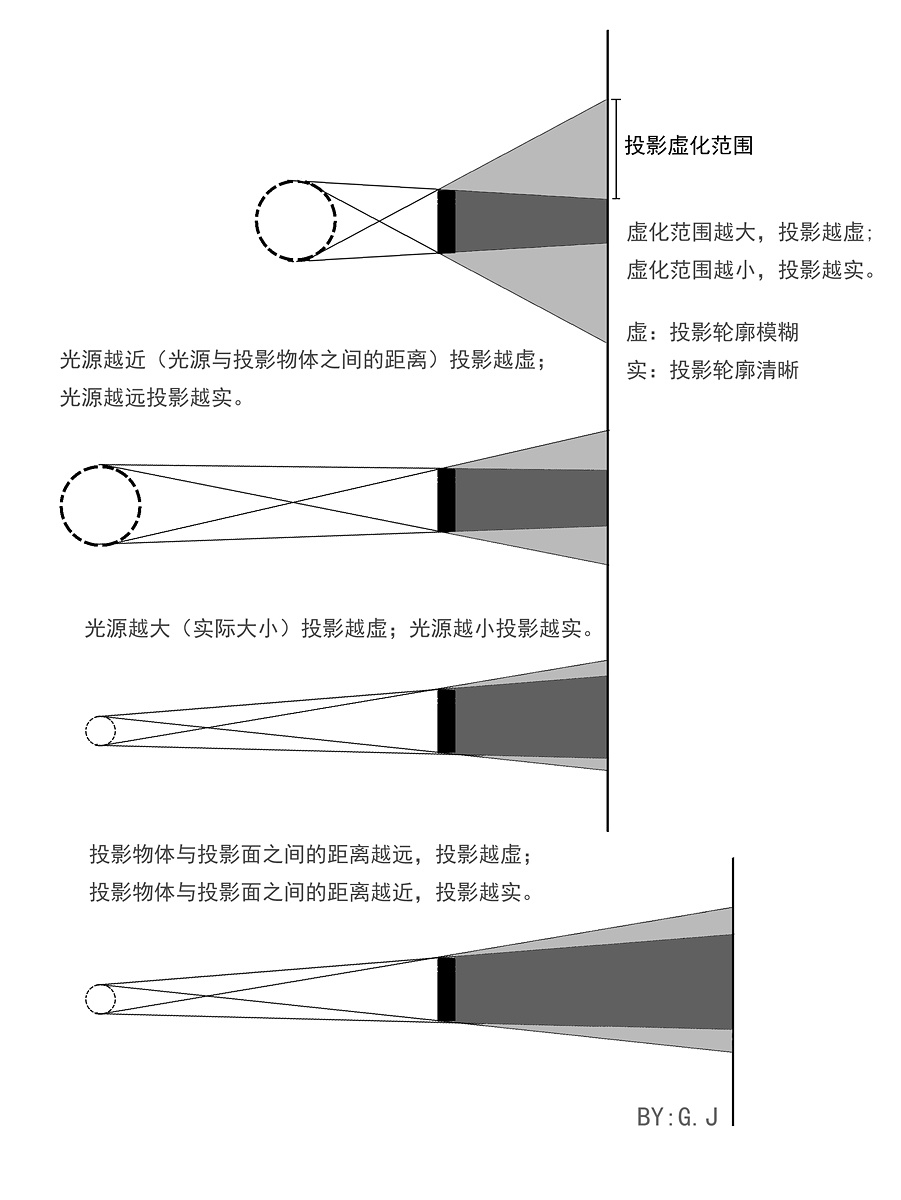 投影虚化范围
虚化范围越大，投影越虚；
虚化范围越小，投影越实。
虚：投影轮廓模糊
实：投影轮廓清晰
光源越近（光源与投影物体之间的距离）投影越虚；
光源越远投影越实。
光源越大（实际大小）投影越虚；光源越小投影越实。
投影物体与投影面之间的距离越远，投影越虚；
投影物体与投影面之间的距离越近，投影越实。
BY:G.J